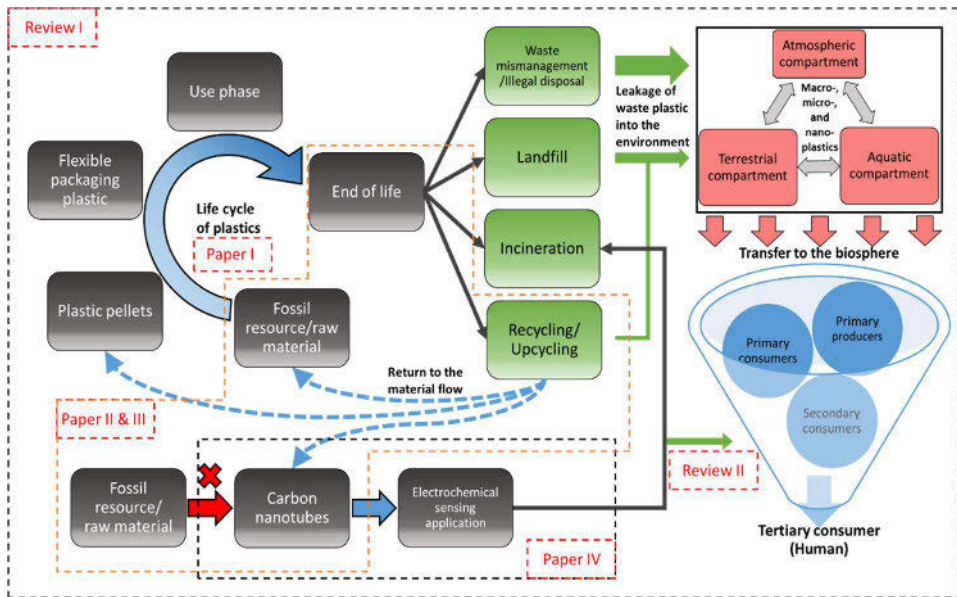 Review I
Use phase
Flexible
packaging
plastic
Life cycle
of plastics
Paper I
Plastic pellets
Fossil
resource/raw
material
End of life
Waste
mismanagement
/Illegal disposal
Landfill
Incineration
Recycling/
Upcycling
Leakage of
waste plastic
into the
environment
Atmospheric
compartment
Macro-,
micro-,
and
nano-
plastics
Terrestrial
compartment
Aquatic
compartment
Transfer to the biosphere
Primary
consumers
Primary
producers
Secondary
consumers
Tertiary consumer
(Human)
Return to the
material flow
Paper II & III
Fossil
resource/raw
material
Carbon
nanotubes
Electrochemical
sensing
application
Review II
Paper IV